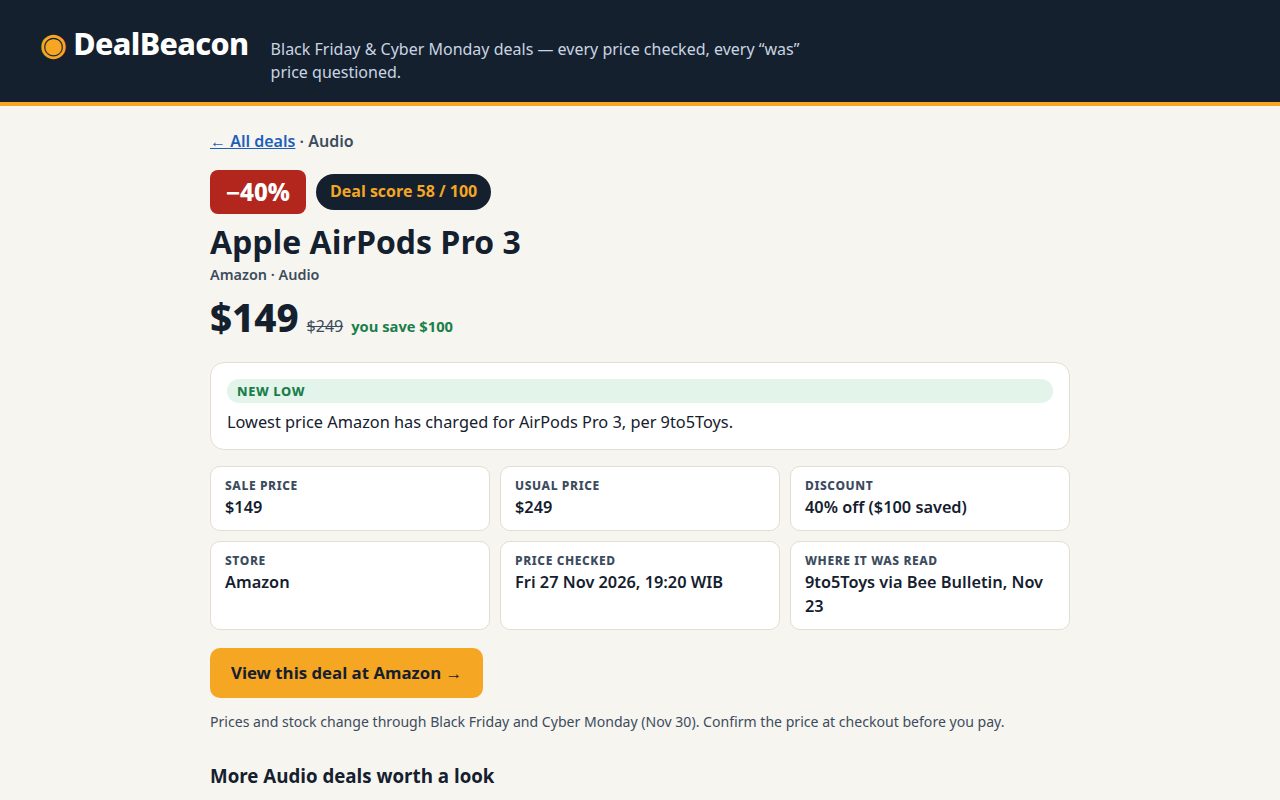 ◉ DealBeacon
Black Friday & Cyber Monday deals — every price checked, every “was”
price questioned.
← All deals · Audio
−40%
Deal score 58 / 100
Apple AirPods Pro 3
Amazon · Audio
$149 $249 you save $100
NEW LOW
Lowest price Amazon has charged for AirPods Pro 3, per 9to5Toys.
SALE PRICE
$149
USUAL PRICE
$249
DISCOUNT
40% off ($100 saved)
STORE
Amazon
PRICE CHECKED
Fri 27 Nov 2026, 19:20 WIB
WHERE IT WAS READ
9to5Toys via Bee Bulletin, Nov
23
View this deal at Amazon →
Prices and stock change through Black Friday and Cyber Monday (Nov 30). Confirm the price at checkout before you pay.
More Audio deals worth a look